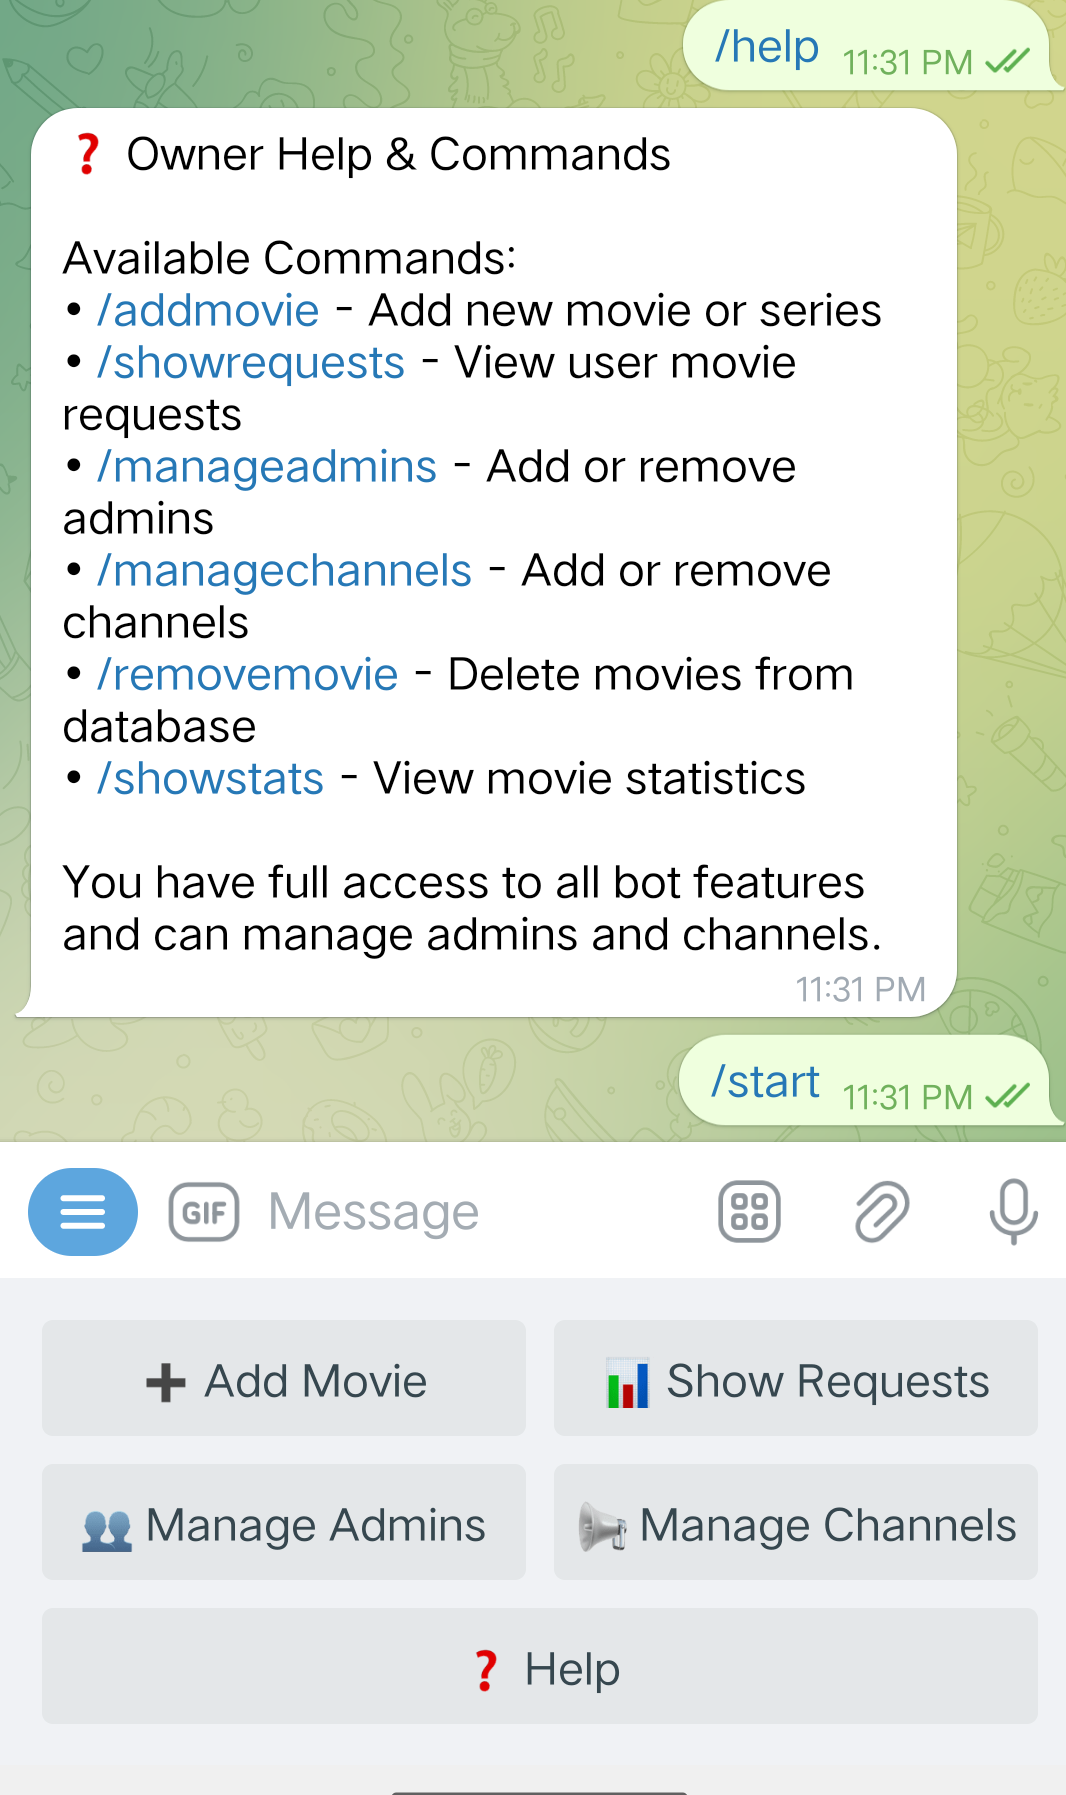 /help 11:31 PM
❓ Owner Help & Commands
Available Commands:
• /addmovie - Add new movie or series
• /showrequests - View user movie
requests
• /manageadmins - Add or remove
admins
• /managechannels - Add or remove
channels
• /removemovie - Delete movies from
database
• /showstats - View movie statistics
You have full access to all bot features
and can manage admins and channels.
11:31 PM
/start 11:31 PM
GIF Message
➕ Add Movie
📊 Show Requests
👥 Manage Admins
📢 Manage Channels
❓ Help